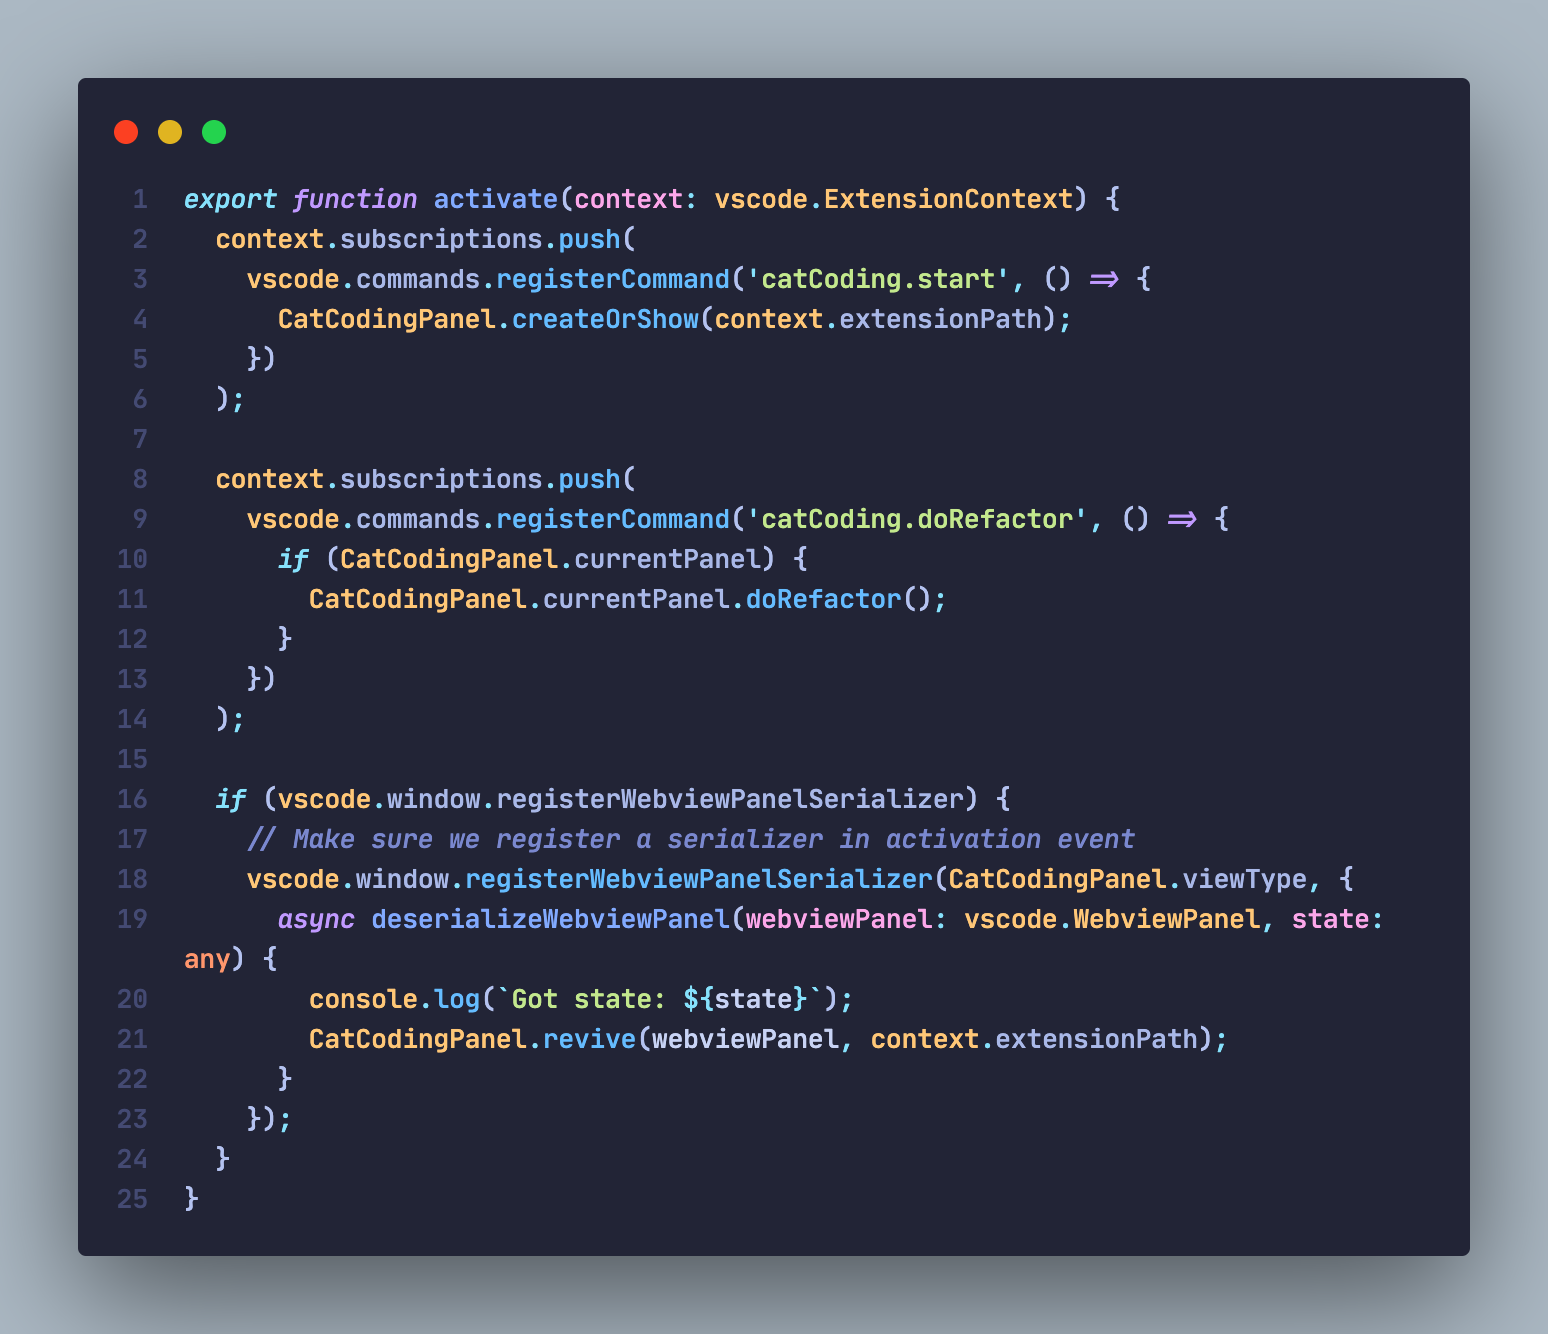 1 export function activate(context: vscode.ExtensionContext) {
2   context.subscriptions.push(
3     vscode.commands.registerCommand('catCoding.start', () => {
4       CatCodingPanel.createOrShow(context.extensionPath);
5     })
6   );
7
8   context.subscriptions.push(
9     vscode.commands.registerCommand('catCoding.doRefactor', () => {
10       if (CatCodingPanel.currentPanel) {
11         CatCodingPanel.currentPanel.doRefactor();
12       }
13     })
14   );
15
16   if (vscode.window.registerWebviewPanelSerializer) {
17     // Make sure we register a serializer in activation event
18     vscode.window.registerWebviewPanelSerializer(CatCodingPanel.viewType, {
19       async deserializeWebviewPanel(webviewPanel: vscode.WebviewPanel, state:
any) {
20         console.log(`Got state: ${state}`);
21         CatCodingPanel.revive(webviewPanel, context.extensionPath);
22       }
23     });
24   }
25 }